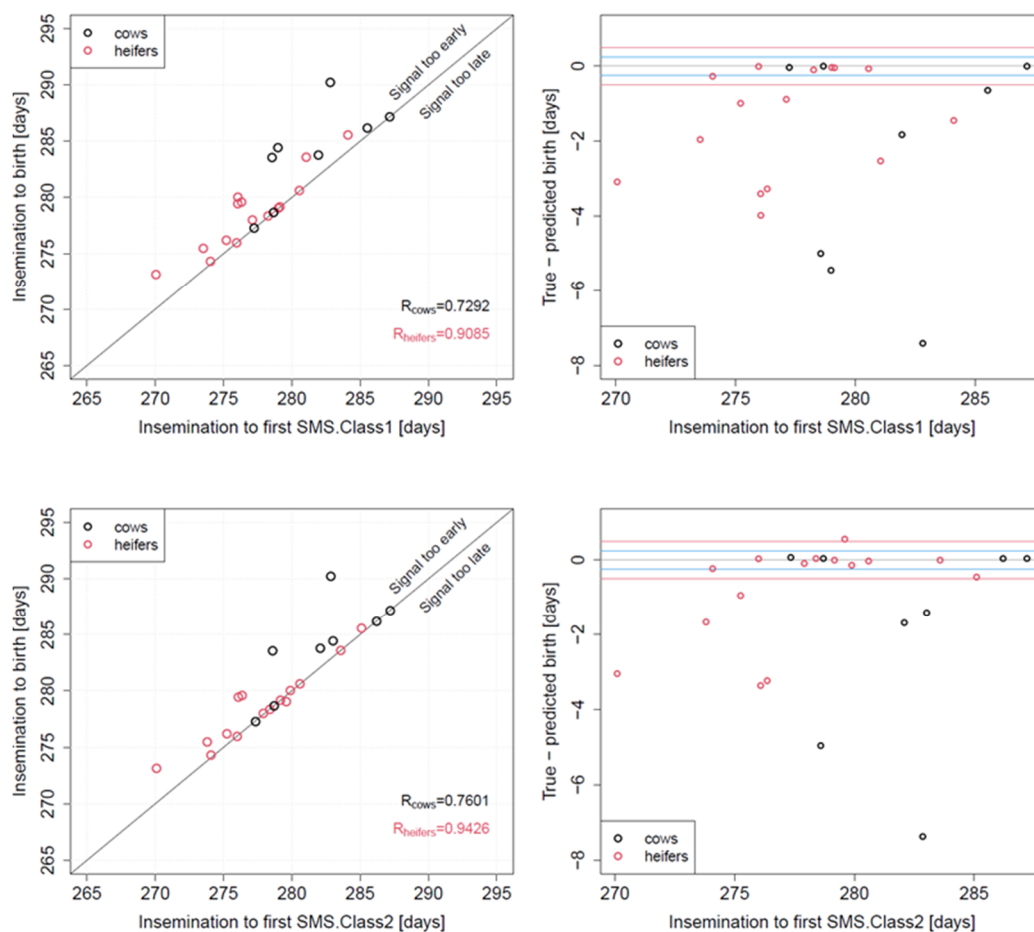 cows
heifers
Signal too early
Signal too late
Insemination to birth [days]
295
290
285
280
275
270
265
R cows=0.7292
R heifers=0.9085
265 270 275 280 285 290 295
Insemination to first SMS.Class1 [days]
True − predicted birth [days]
0
−2
−4
−6
−8
cows
heifers
270 275 280 285
Insemination to first SMS.Class1 [days]
cows
heifers
Signal too early
Signal too late
Insemination to birth [days]
295
290
285
280
275
270
265
R cows=0.7601
R heifers=0.9426
265 270 275 280 285 290 295
Insemination to first SMS.Class2 [days]
True − predicted birth [days]
0
−2
−4
−6
−8
cows
heifers
270 275 280 285
Insemination to first SMS.Class2 [days]